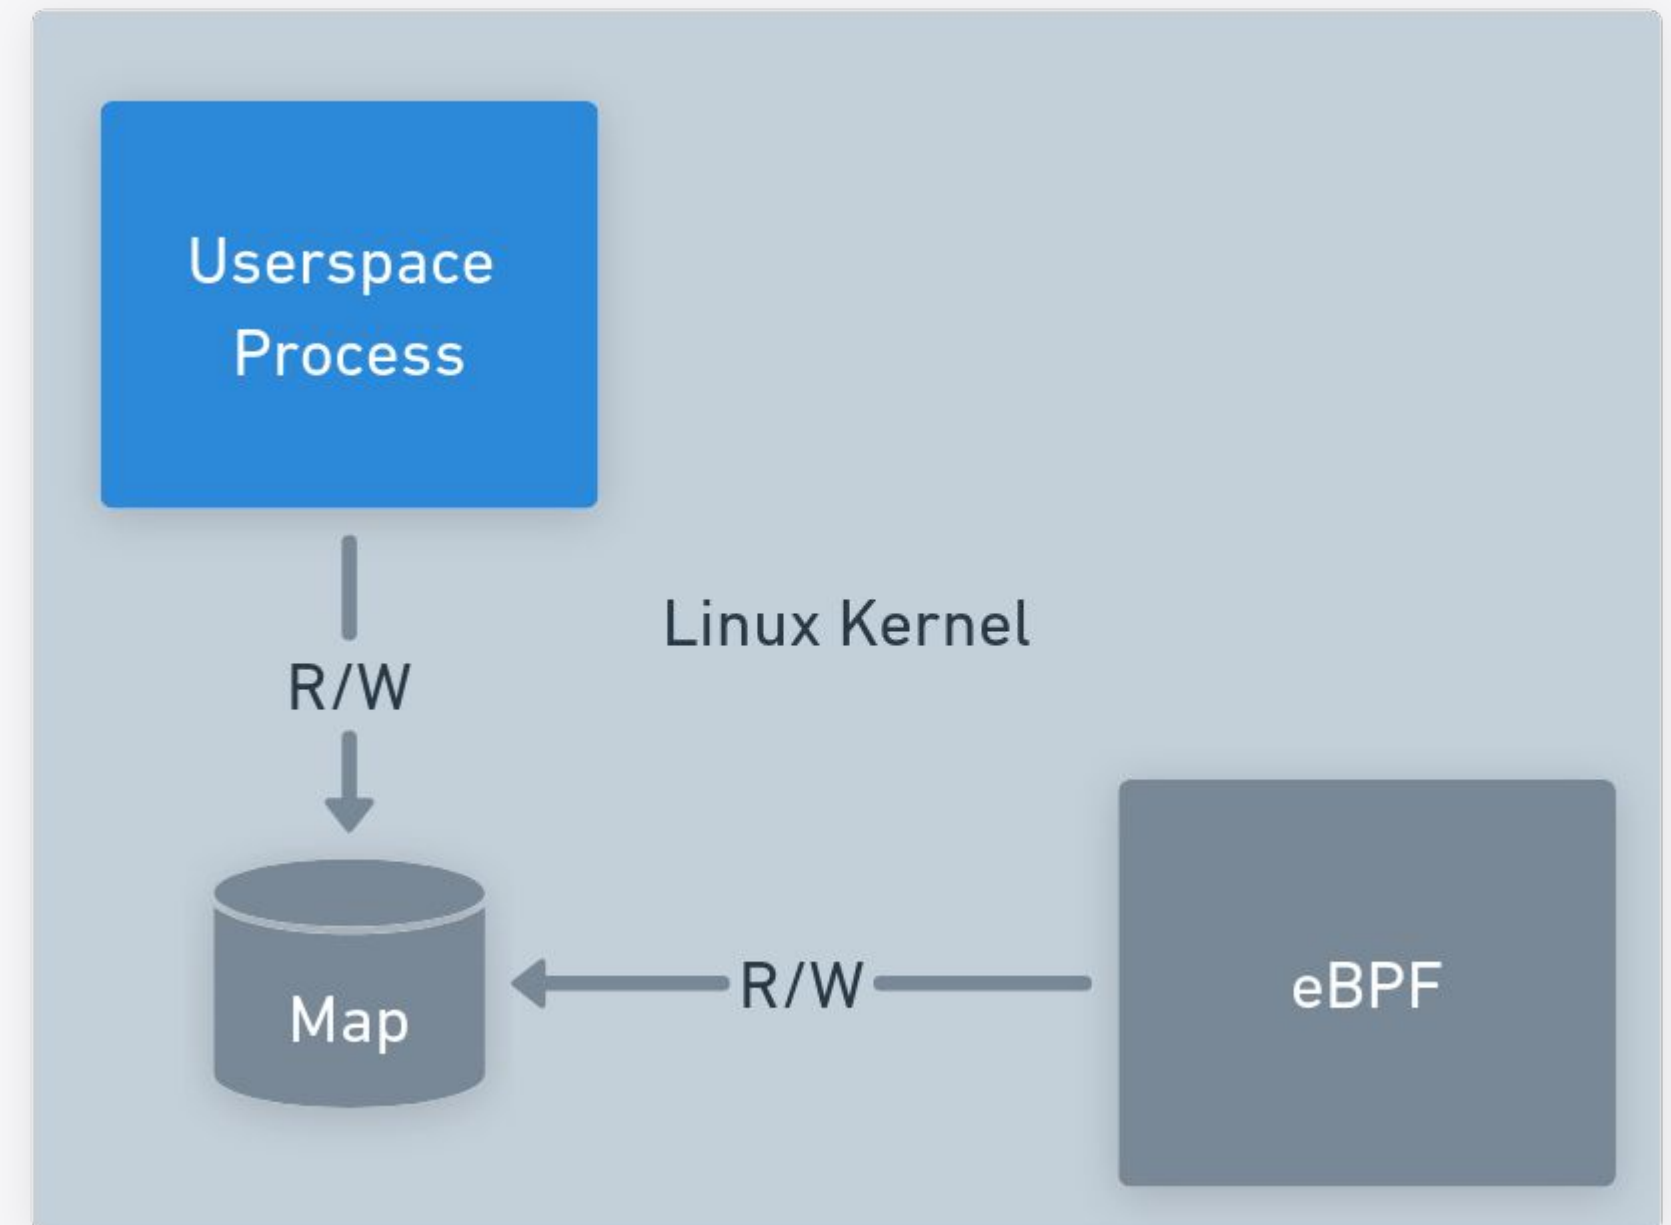 Userspace
Process
Linux Kernel
R/W
Map
R/W
eBPF